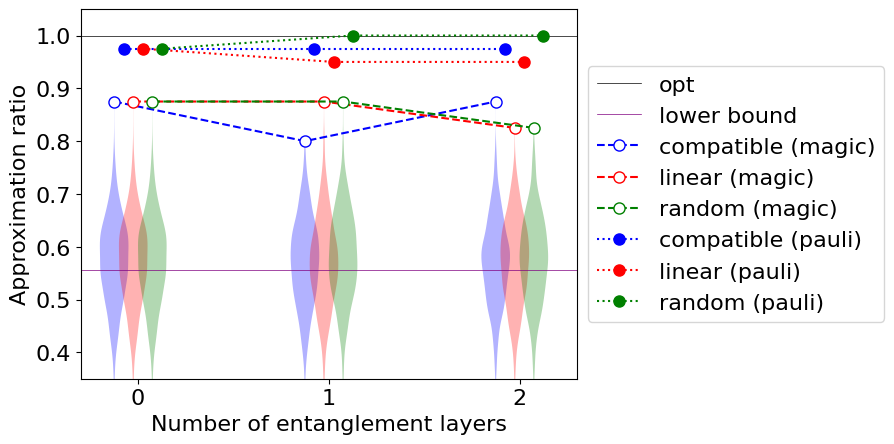 Approximation ratio
1.0
0.9
0.8
0.7
0.6
0.5
0.4
0
1
2
Number of entanglement layers
opt
lower bound
compatible (magic)
linear (magic)
random (magic)
compatible (pauli)
linear (pauli)
random (pauli)